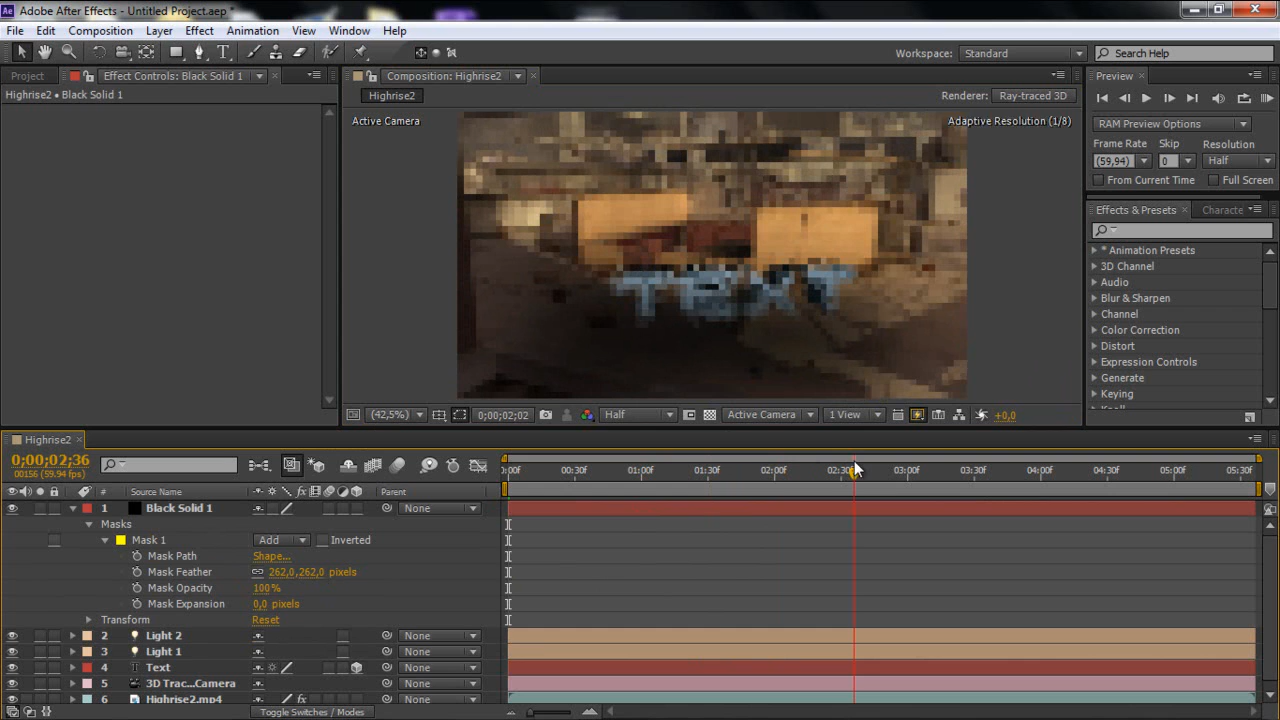 Adobe After Effects - Untitled Project.aep *
File Edit Composition Layer Effect Animation View Window Help
Workspace: Standard Search Help
Project Effect Controls: Black Solid 1 Composition: Highrise2 Preview
Highrise2 • Black Solid 1 Highrise2 Renderer: Ray-traced 3D
Active Camera Adaptive Resolution (1/8)
TEXT
RAM Preview Options
Frame Rate Skip Resolution
(59,94) 0 Half
From Current Time Full Screen
Effects & Presets Characte
* Animation Presets
3D Channel
Audio
Blur & Sharpen
Channel
Color Correction
Distort
Expression Controls
Generate
Keying
(42,5%) 0;00;02;02 Half Active Camera 1 View +0,0
Highrise2
0;00;02;36
00156 (59.94 fps)
0:00f 00:30f 01:00f 01:30f 02:00f 02:30f 03:00f 03:30f 04:00f 04:30f 05:00f 05:30f
# Source Name Parent
1 Black Solid 1 None
Masks
Mask 1 Add Inverted
Mask Path Shape...
Mask Feather 262,0,262,0 pixels
Mask Opacity 100%
Mask Expansion 0,0 pixels
Transform Reset
2 Light 2 None
3 Light 1 None
4 T Text None
5 3D Trac...Camera None
6 Highrise2.mp4 None
Toggle Switches / Modes